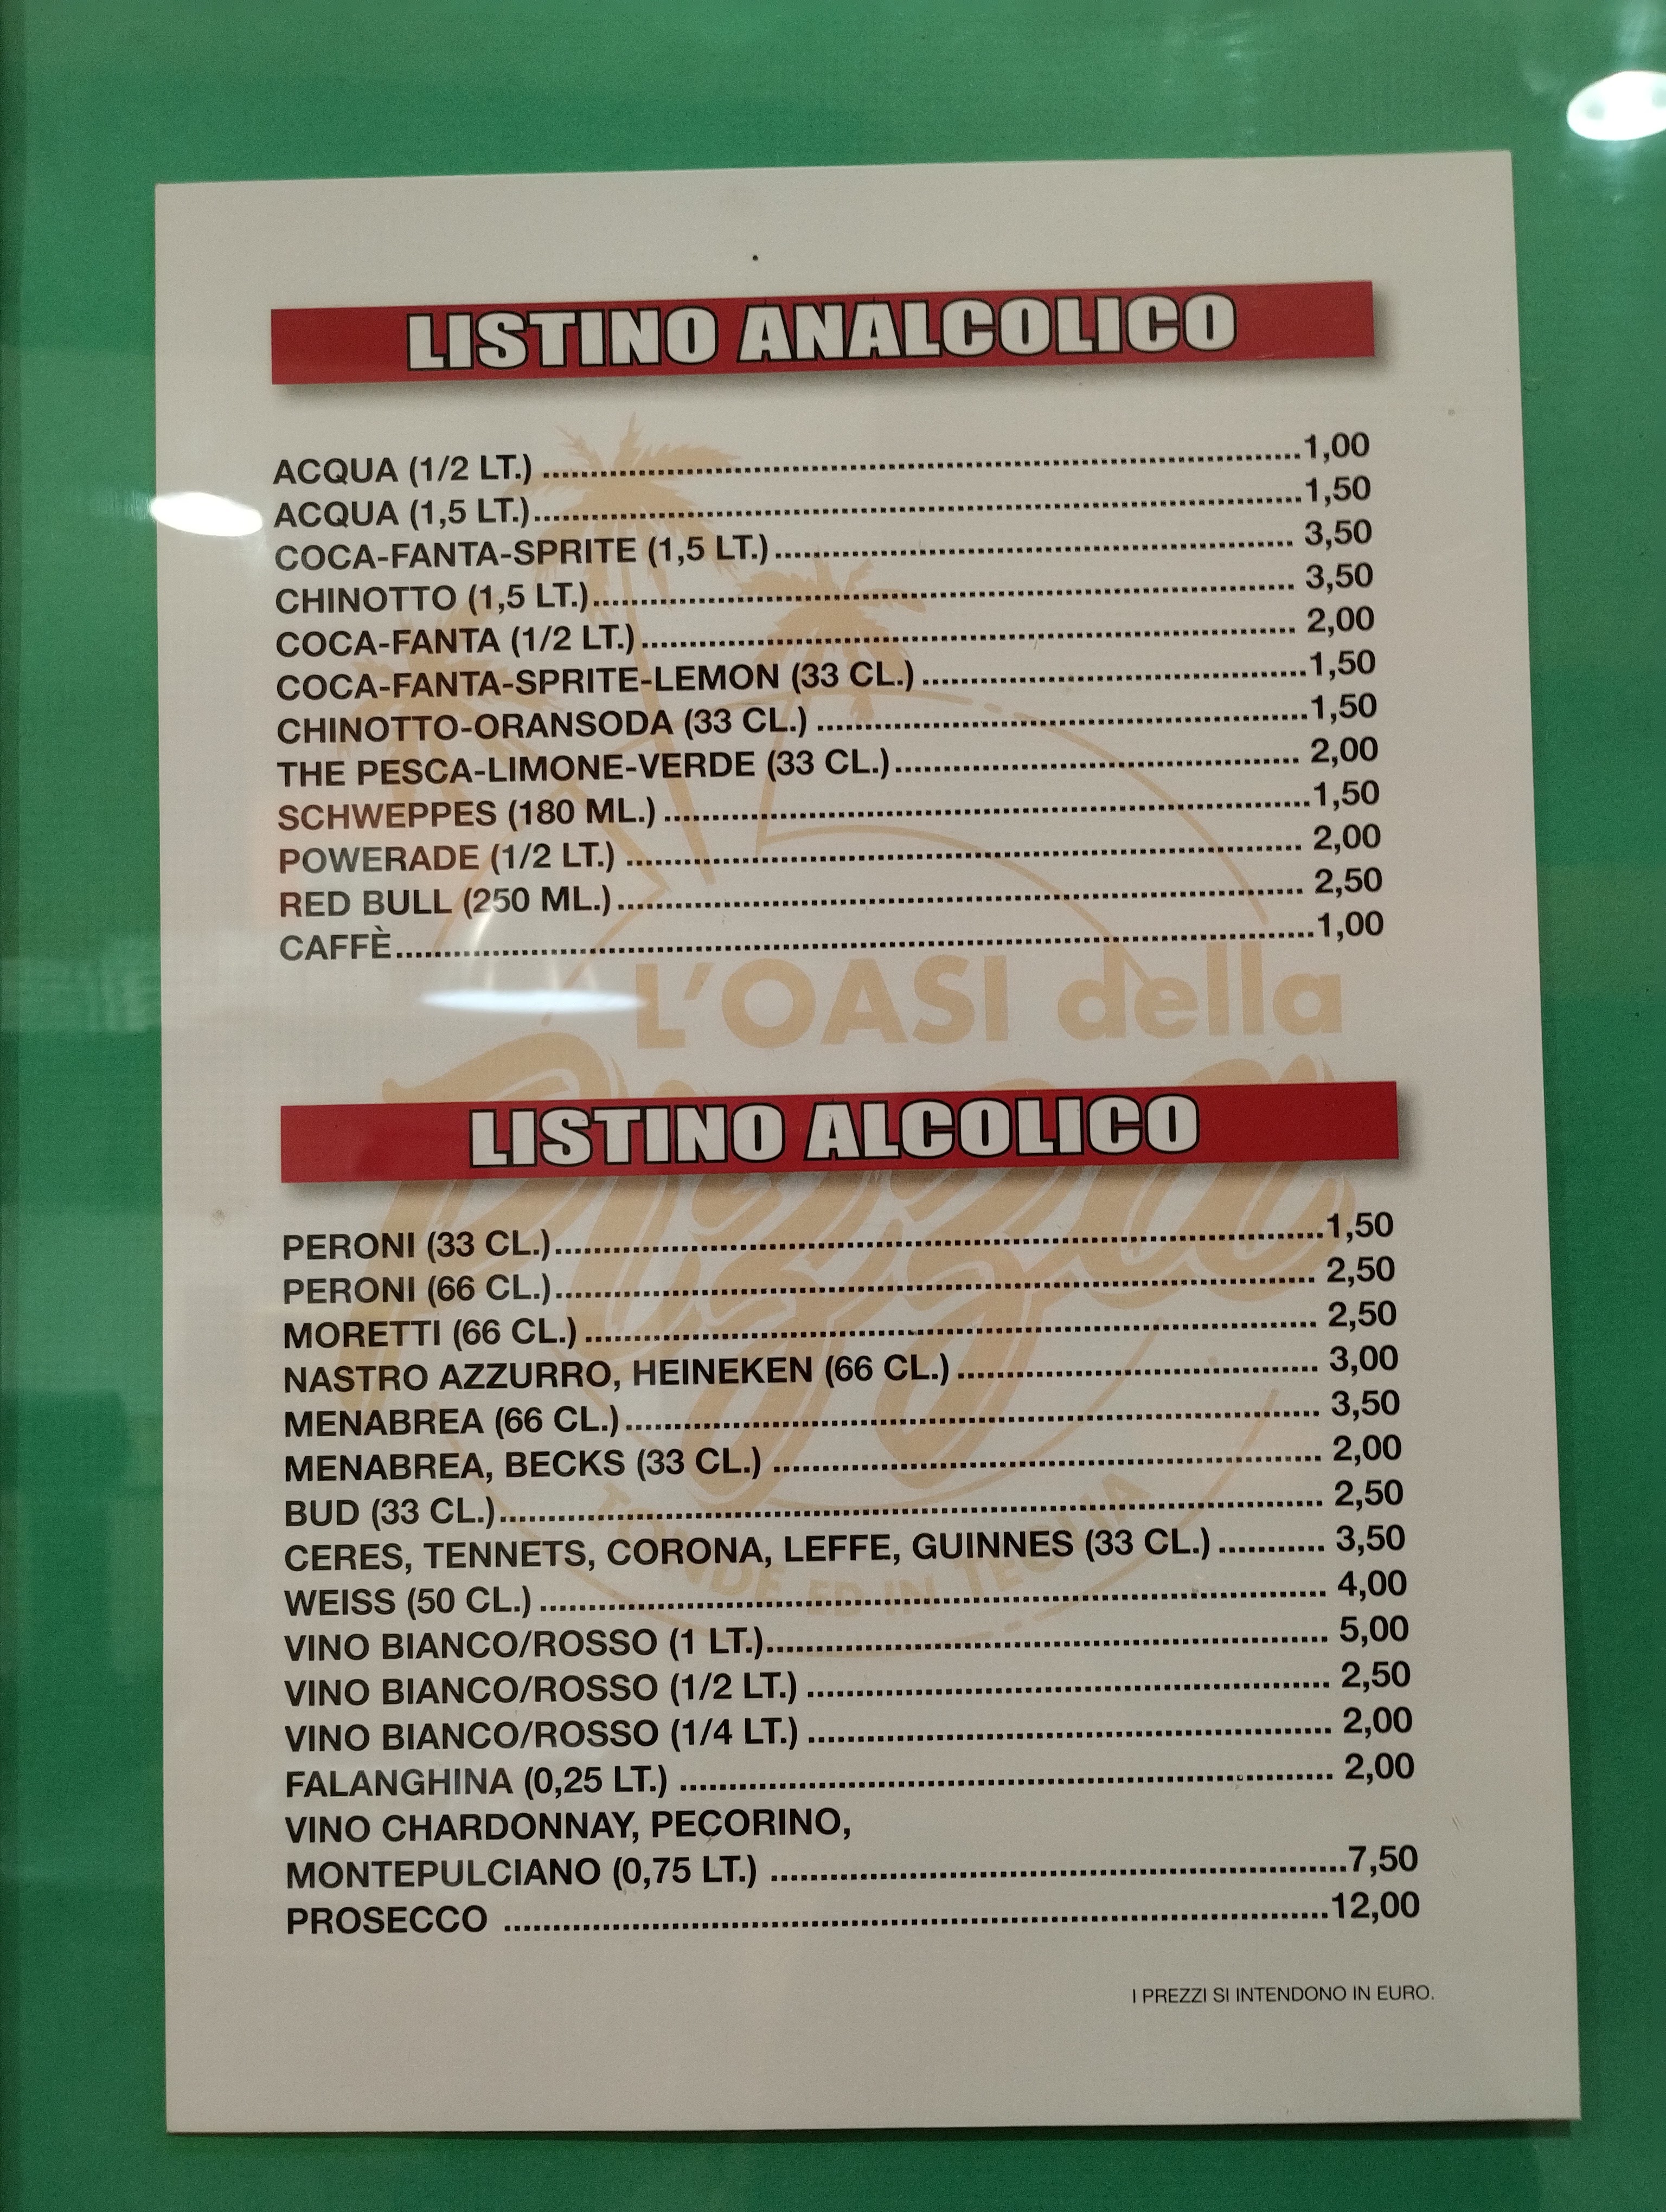 LISTINO ANALCOLICO
ACQUA (1/2 LT.) ........ 1,00
ACQUA (1,5 LT.) ........ 1,50
COCA-FANTA-SPRITE (1,5 LT.) ........ 3,50
CHINOTTO (1,5 LT.) ........ 3,50
COCA-FANTA (1/2 LT.) ........ 2,00
COCA-FANTA-SPRITE-LEMON (33 CL.) ........ 1,50
CHINOTTO-ORANSODA (33 CL.) ........ 1,50
THE PESCA-LIMONE-VERDE (33 CL.) ........ 2,00
SCHWEPPES (180 ML.) ........ 1,50
POWERADE (1/2 LT.) ........ 2,00
RED BULL (250 ML.) ........ 2,50
CAFFÈ ........ 1,00
L'OASI della
Pizza
LISTINO ALCOLICO
PERONI (33 CL.) ........ 1,50
PERONI (66 CL.) ........ 2,50
MORETTI (66 CL.) ........ 2,50
NASTRO AZZURRO, HEINEKEN (66 CL.) ........ 3,00
MENABREA (66 CL.) ........ 3,50
MENABREA, BECKS (33 CL.) ........ 2,00
BUD (33 CL.) ........ 2,50
CERES, TENNETS, CORONA, LEFFE, GUINNES (33 CL.) ........ 3,50
WEISS (50 CL.) ........ 4,00
VINO BIANCO/ROSSO (1 LT.) ........ 5,00
VINO BIANCO/ROSSO (1/2 LT.) ........ 2,50
VINO BIANCO/ROSSO (1/4 LT.) ........ 2,00
FALANGHINA (0,25 LT.) ........ 2,00
VINO CHARDONNAY, PECORINO,
MONTEPULCIANO (0,75 LT.) ........ 7,50
PROSECCO ........ 12,00
TONDE ED IN TEGLIA
I PREZZI SI INTENDONO IN EURO.